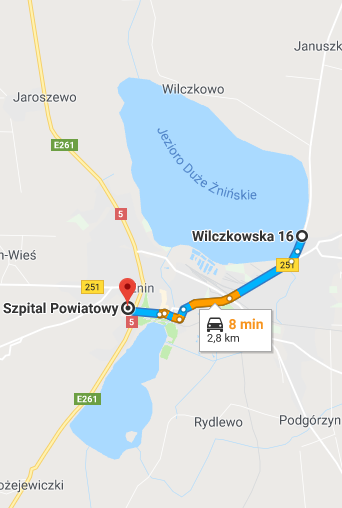 Januszk
Wilczkowo
Jaroszewo
Jezioro Duże Żnińskie
E261
5
Wilczkowska 16
n-Wieś
251
251
nin
Szpital Powiatowy
5
8 min
2,8 km
E261
Rydlewo
Podgórzyn
ożejewiczki